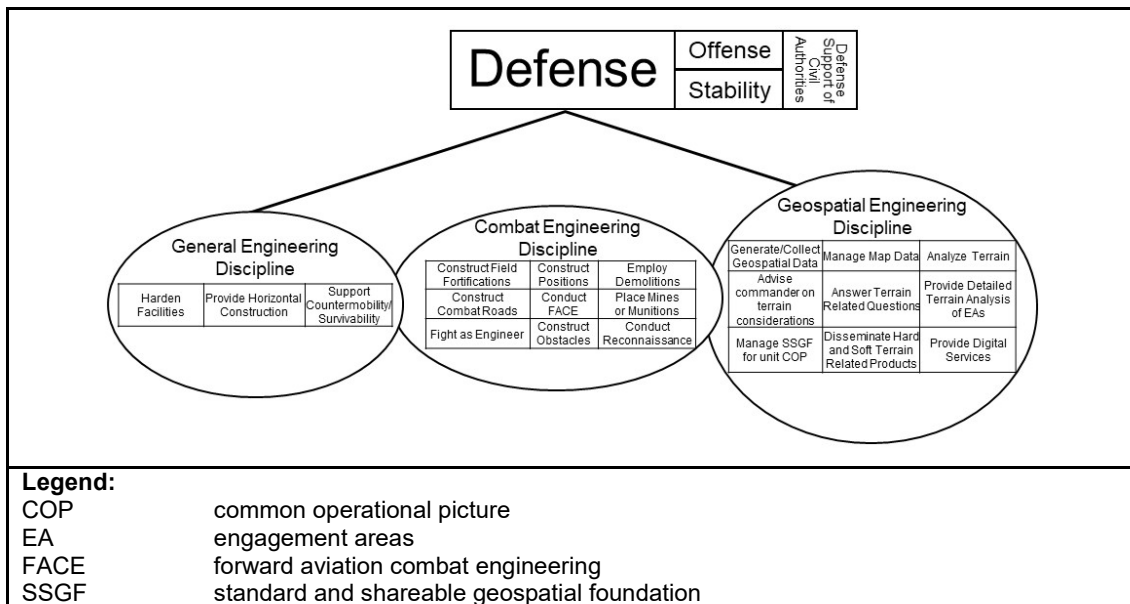 Defense
Offense
Stability
Defense
Support of
Civil
Authorities
General Engineering
Discipline
Harden
Facilities
Provide Horizontal
Construction
Support
Countermobility/
Survivability
Combat Engineering
Discipline
Construct Field
Fortifications
Construct
Positions
Employ
Demolitions
Construct
Combat Roads
Conduct
FACE
Place Mines
or Munitions
Fight as Engineer
Construct
Obstacles
Conduct
Reconnaissance
Geospatial Engineering
Discipline
Generate/Collect
Geospatial Data
Manage Map Data
Analyze Terrain
Advise
commander on
terrain
considerations
Answer Terrain
Related Questions
Provide Detailed
Terrain Analysis
of EAs
Manage SSGF
for unit COP
Disseminate Hard
and Soft Terrain
Related Products
Provide Digital
Services
Legend:
COP common operational picture
EA engagement areas
FACE forward aviation combat engineering
SSGF standard and shareable geospatial foundation